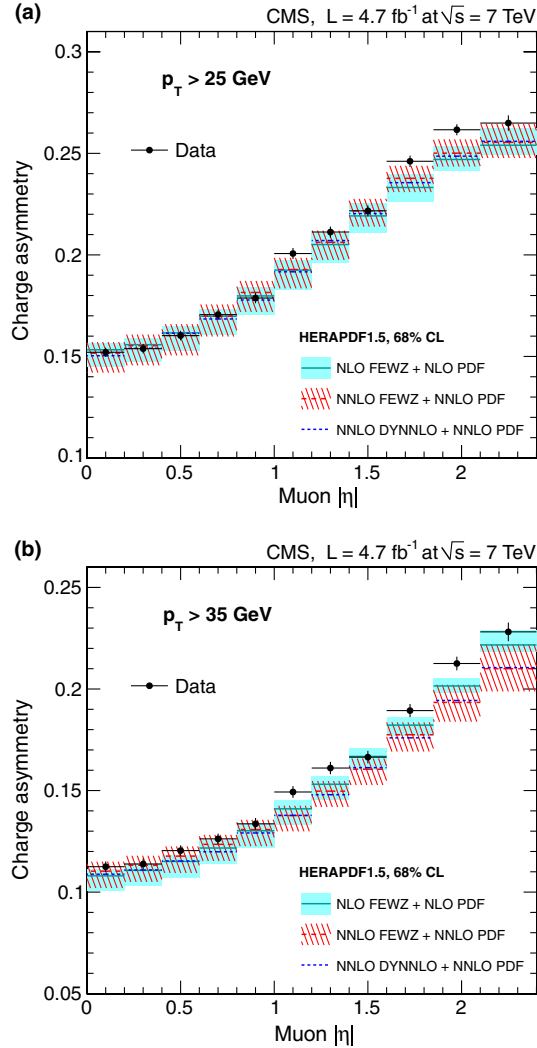 (a)
CMS, L = 4.7 fb⁻¹ at √s = 7 TeV
Charge asymmetry
0.3
0.25
0.2
0.15
0.1
p_T > 25 GeV
Data
HERAPDF1.5, 68% CL
NLO FEWZ + NLO PDF
NNLO FEWZ + NNLO PDF
NNLO DYNNLO + NNLO PDF
0 0.5 1 1.5 2
Muon |η|
(b)
CMS, L = 4.7 fb⁻¹ at √s = 7 TeV
Charge asymmetry
0.25
0.2
0.15
0.1
0.05
p_T > 35 GeV
Data
HERAPDF1.5, 68% CL
NLO FEWZ + NLO PDF
NNLO FEWZ + NNLO PDF
NNLO DYNNLO + NNLO PDF
0 0.5 1 1.5 2
Muon |η|